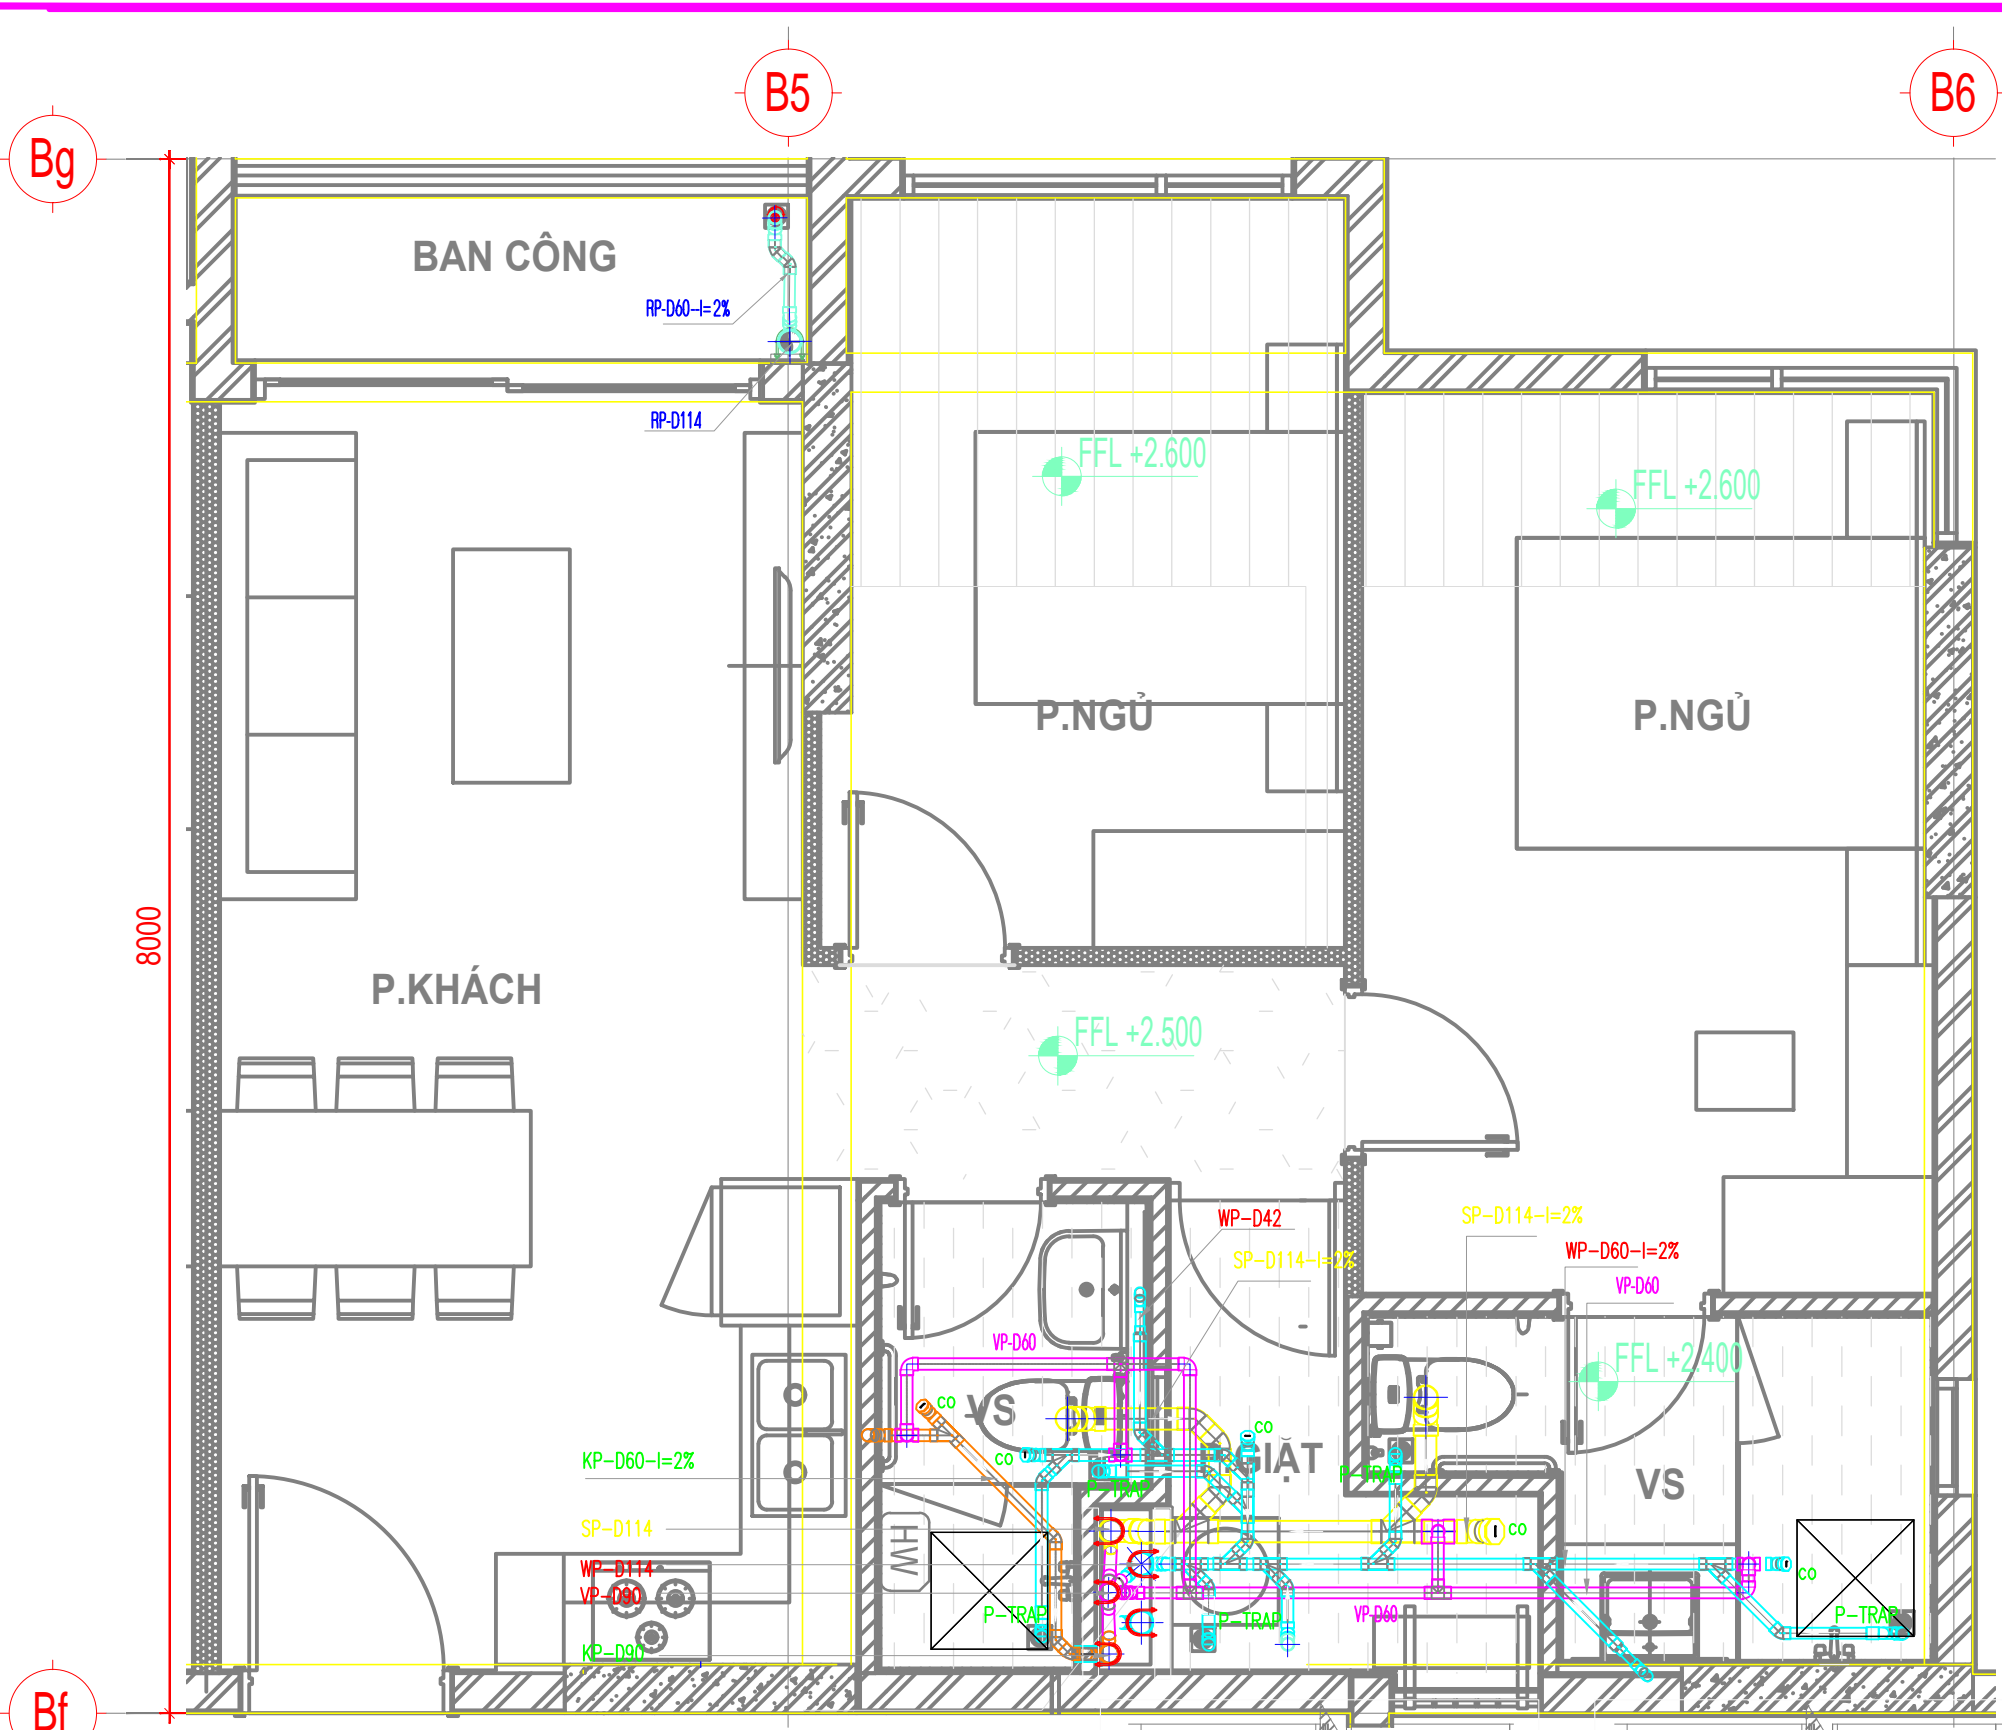 B5
B6
Bg
BAN CÔNG
RP-D60-I=2%
RP-D114
FFL +2.600
FFL +2.600
P.NGỦ
P.NGỦ
8000
P.KHÁCH
FFL +2.500
WP-D42
SP-D114-I=2%
SP-D114-I=2%
WP-D60-I=2%
VP-D60
VP-D60
FFL +2.400
VS
co
co
co
GIẶT
KP-D60-I=2%
P-TRAP
P-TRAP
VS
SP-D114
HW
co
WP-D114
co
VP-D90
P-TRAP
P-TRAP
VP-D60
P-TRAP
KP-D90
Bf